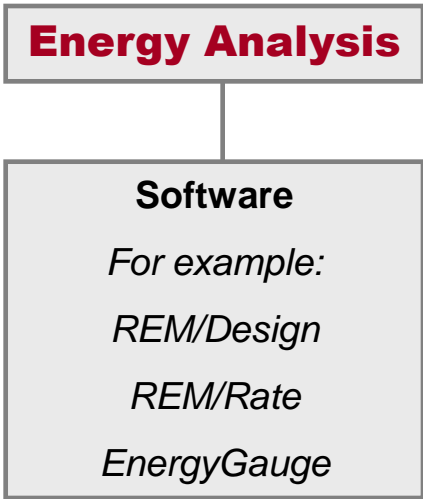 Energy Analysis
Software
For example:
REM/Design
REM/Rate
EnergyGauge